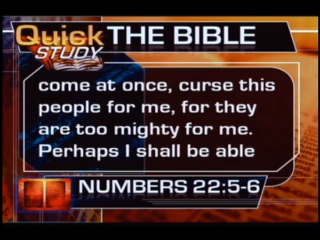 Quick STUDY THE BIBLE
come at once, curse this
people for me, for they
are too mighty for me.
Perhaps I shall be able
NUMBERS 22:5-6